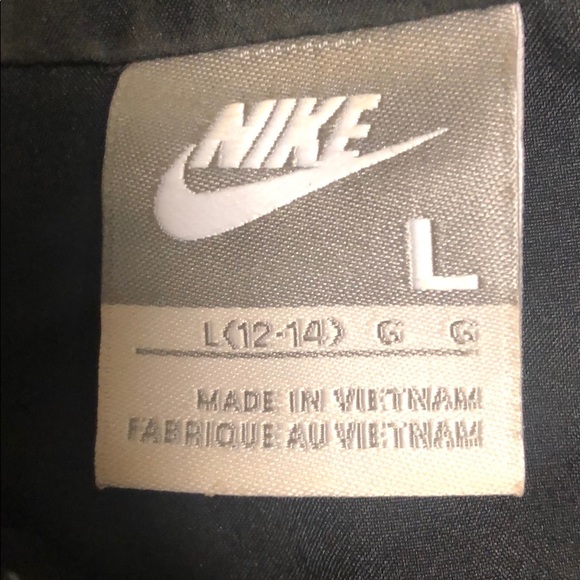 NIKE
L
L(12-14) G G
MADE IN VIETNAM
FABRIQUE AU VIETNAM